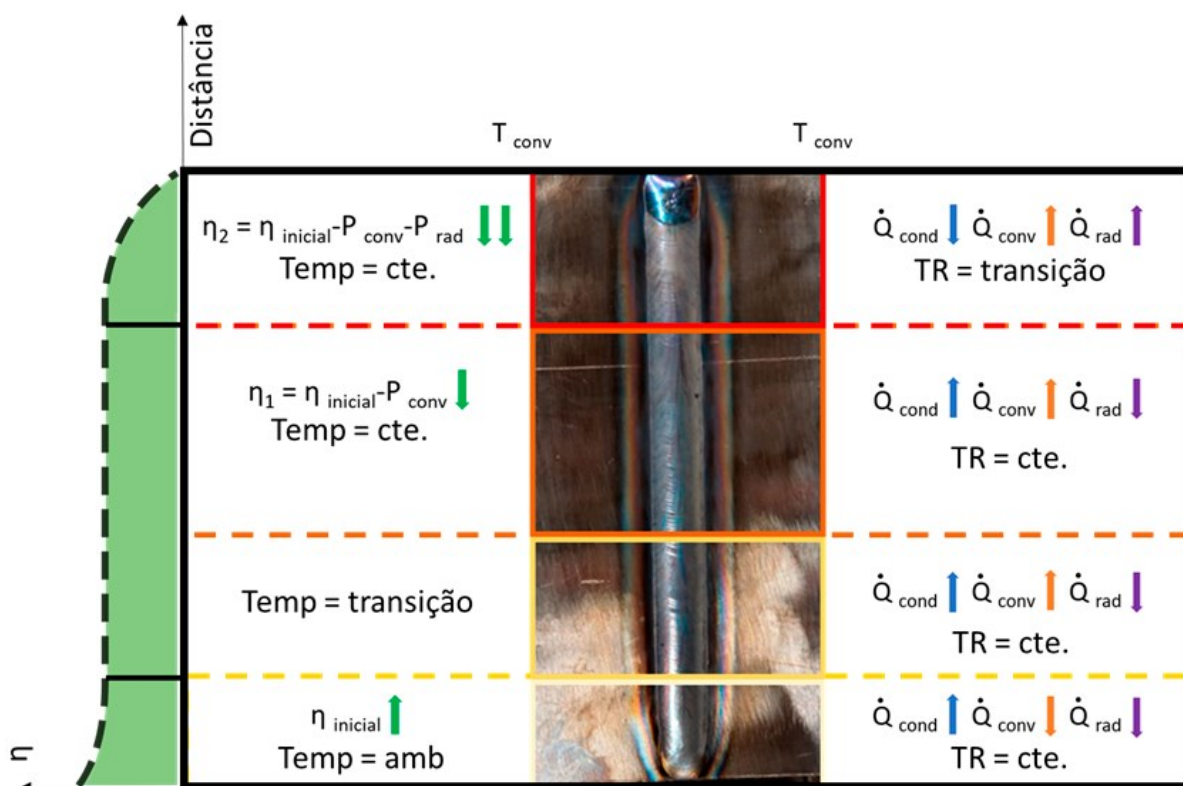 Distância
T conv
T conv
η2 = η inicial-P conv-P rad
Temp = cte.
Q̇ cond Q̇ conv Q̇ rad
TR = transição
η1 = η inicial-P conv
Temp = cte.
Q̇ cond Q̇ conv Q̇ rad
TR = cte.
Temp = transição
Q̇ cond Q̇ conv Q̇ rad
TR = cte.
η inicial
Temp = amb
Q̇ cond Q̇ conv Q̇ rad
TR = cte.
η